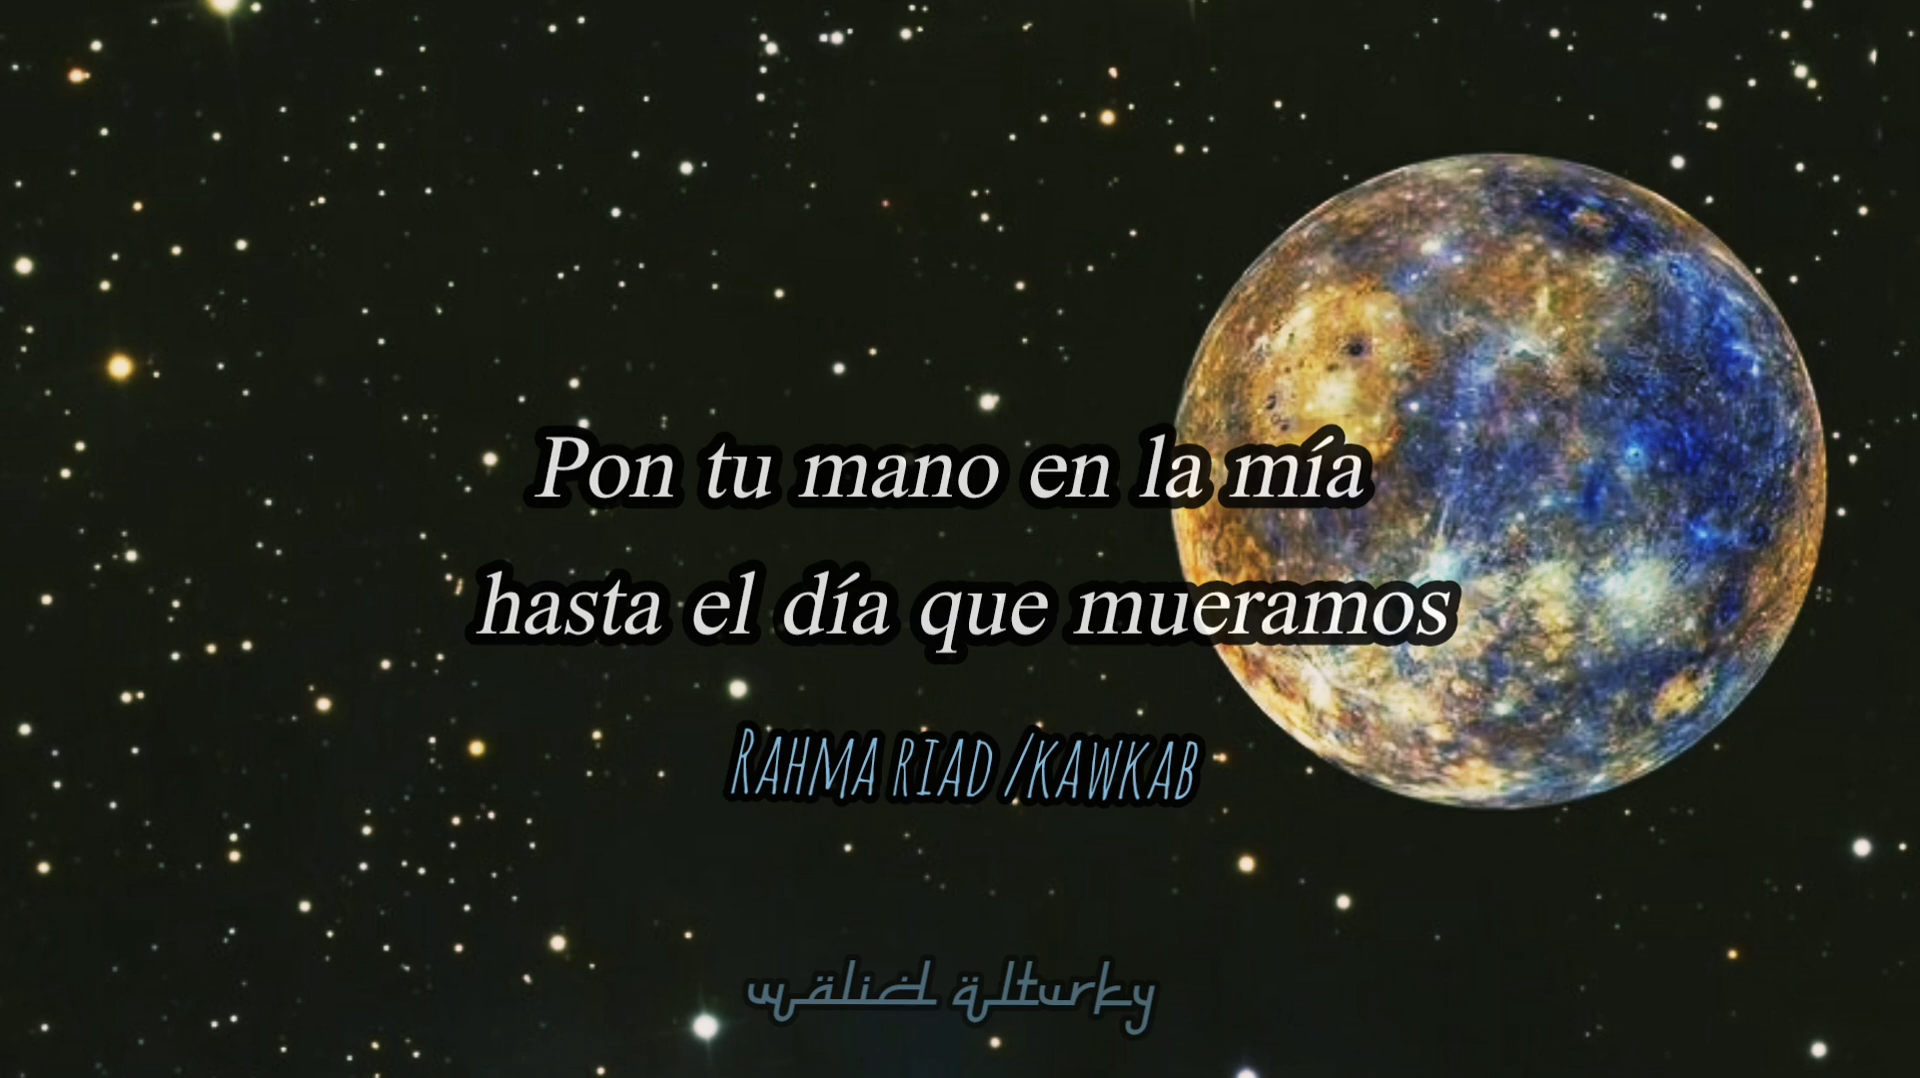 Pon tu mano en la mía
hasta el día que mueramos
RAHMA RIAD /KAWKAB
walid alturky